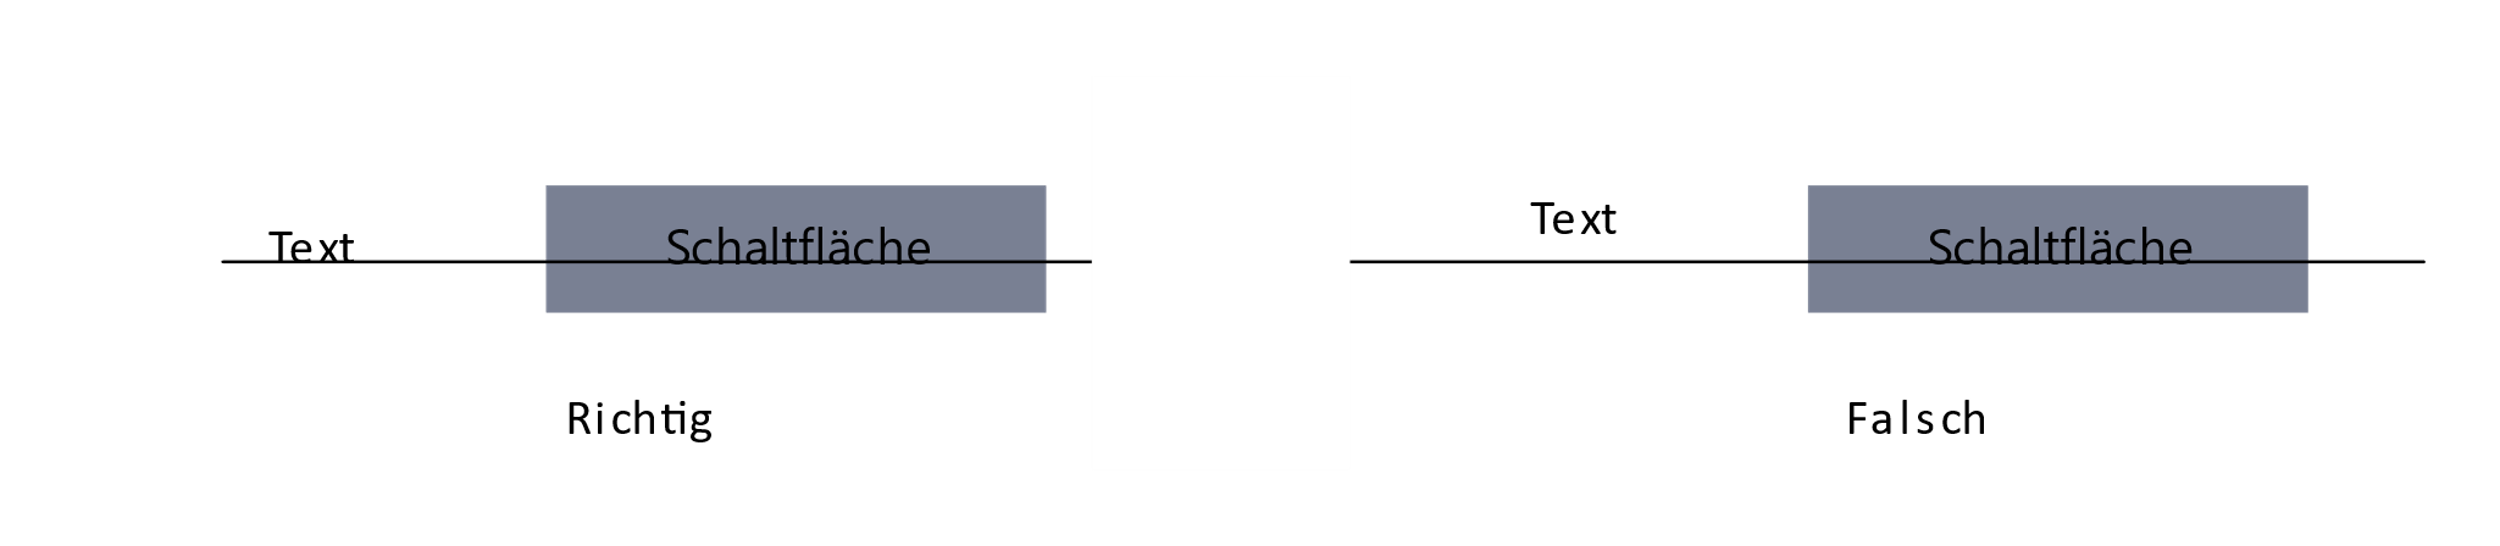 Text
Schaltfläche
Richtig
Text
Schaltfläche
Falsch